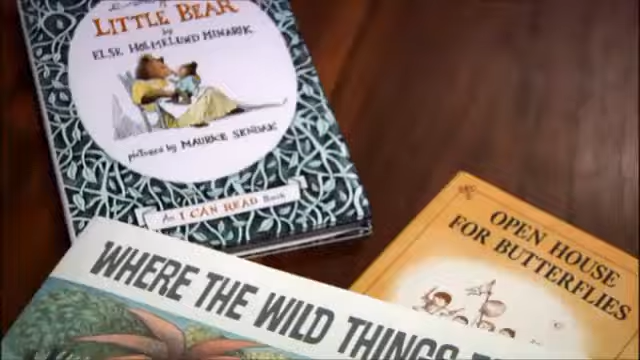 LITTLE BEAR
by
ELSE HOLMELUND MINARIK
pictures by MAURICE SENDAK
An I CAN READ Book
OPEN HOUSE
FOR BUTTERFLIES
WHERE THE WILD THINGS